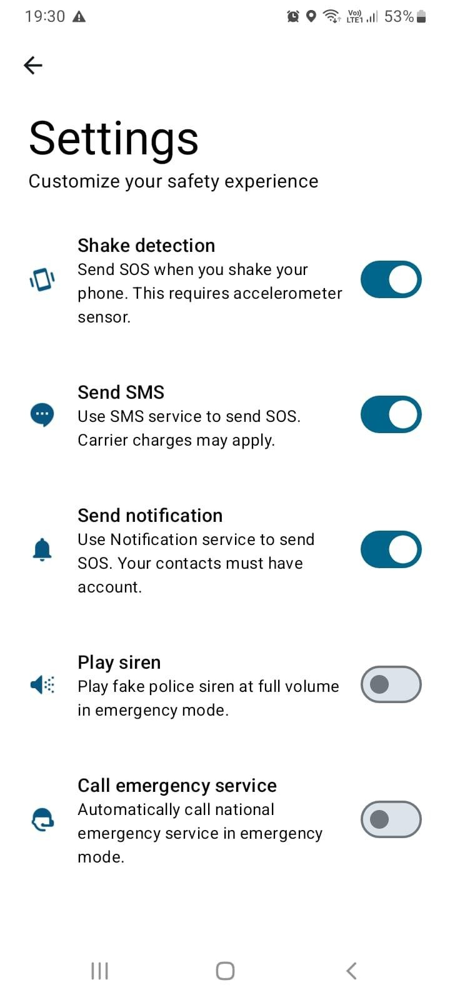 19:30
Vo)) LTE1 53%
Settings
Customize your safety experience
Shake detection
Send SOS when you shake your
phone. This requires accelerometer
sensor.
Send SMS
Use SMS service to send SOS.
Carrier charges may apply.
Send notification
Use Notification service to send
SOS. Your contacts must have
account.
Play siren
Play fake police siren at full volume
in emergency mode.
Call emergency service
Automatically call national
emergency service in emergency
mode.